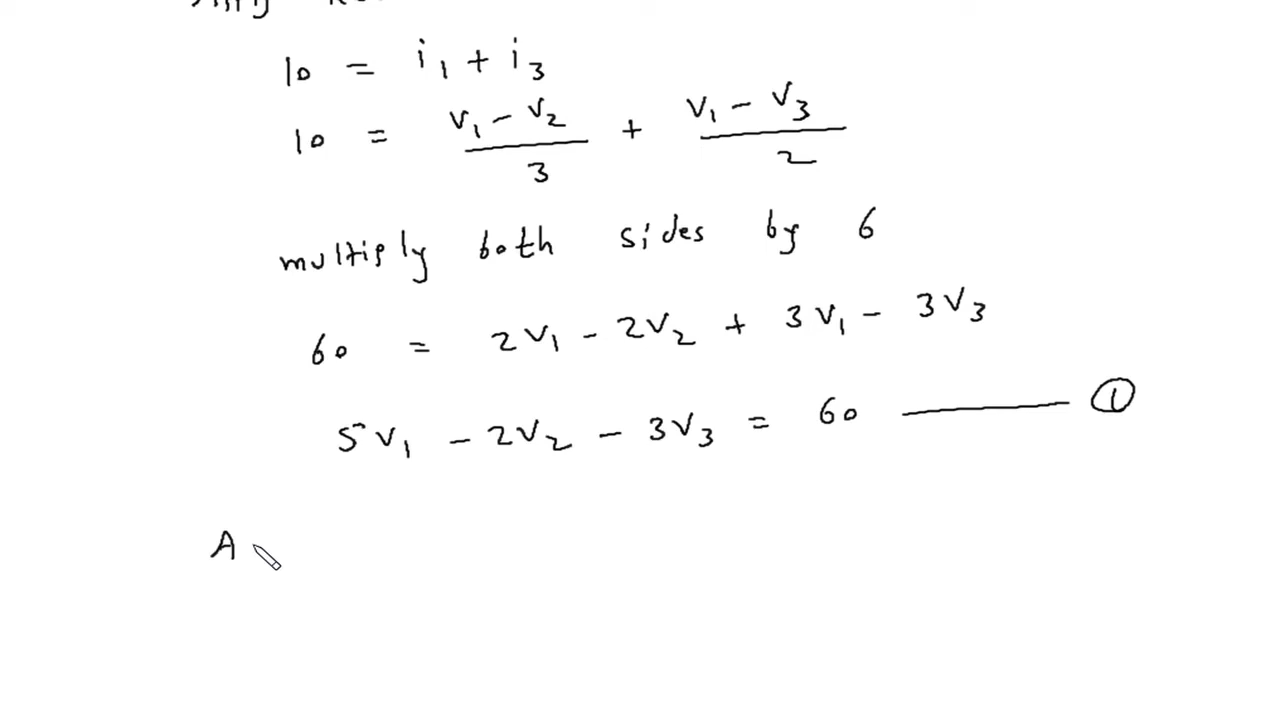 10 = i₁ + i₃
10 = (v₁ - v₂)/3 + (v₁ - v₃)/2
multiply both sides by 6
60 = 2v₁ - 2v₂ + 3v₁ - 3v₃
5v₁ - 2v₂ - 3v₃ = 60 ——— ①
A